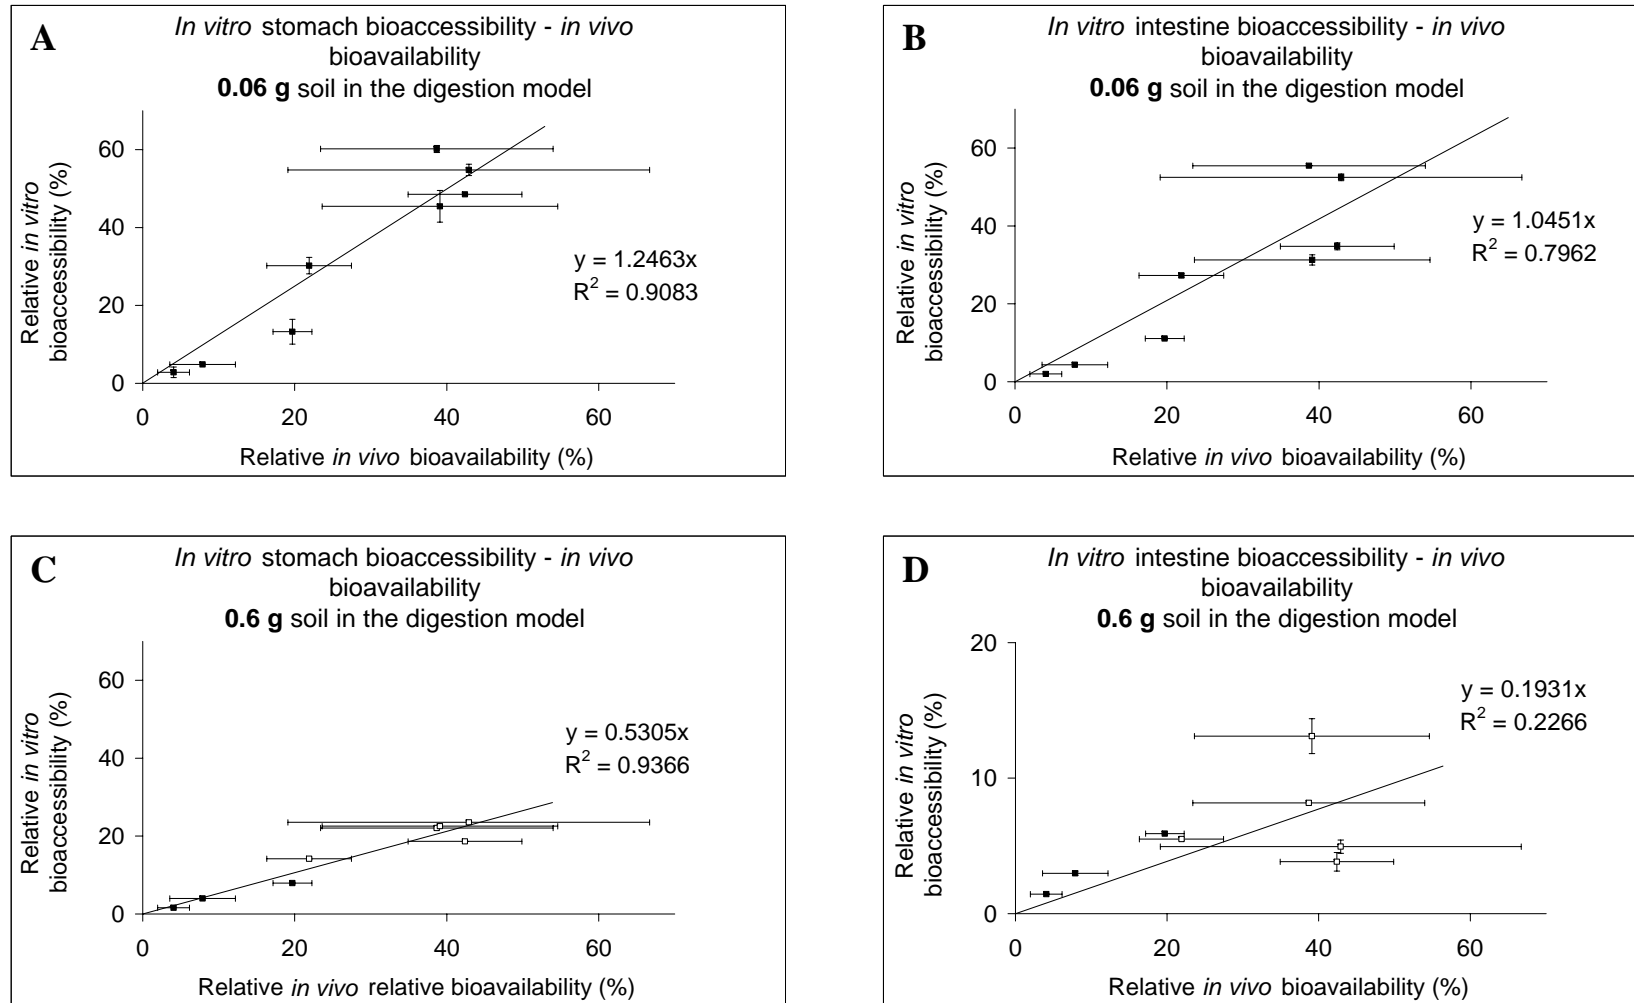 A
In vitro stomach bioaccessibility - in vivo
bioavailability
0.06 g soil in the digestion model
Relative in vitro
bioaccessibility (%)
60
40
20
0
y = 1.2463x
R2 = 0.9083
0 20 40 60
Relative in vivo bioavailability (%)
B
In vitro intestine bioaccessibility - in vivo
bioavailability
0.06 g soil in the digestion model
Relative in vitro
bioaccessibility (%)
60
40
20
0
y = 1.0451x
R2 = 0.7962
0 20 40 60
Relative in vivo bioavailability (%)
C
In vitro stomach bioaccessibility - in vivo
bioavailability
0.6 g soil in the digestion model
Relative in vitro
bioaccessibility (%)
60
40
20
0
y = 0.5305x
R2 = 0.9366
0 20 40 60
Relative in vivo relative bioavailability (%)
D
In vitro intestine bioaccessibility - in vivo
bioavailability
0.6 g soil in the digestion model
Relative in vitro
bioaccessibility (%)
20
10
0
y = 0.1931x
R2 = 0.2266
0 20 40 60
Relative in vivo bioavailability (%)